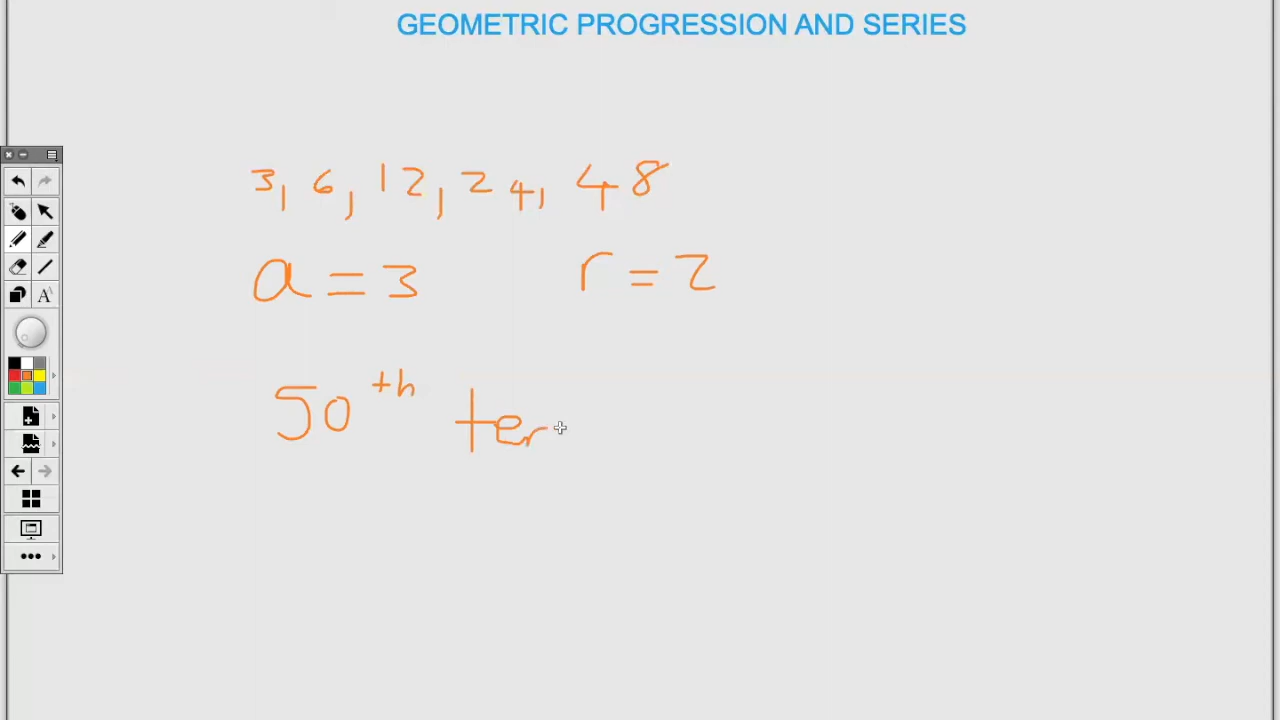 GEOMETRIC PROGRESSION AND SERIES
3, 6, 12, 24, 48
a = 3 r = 2
50th ter
A